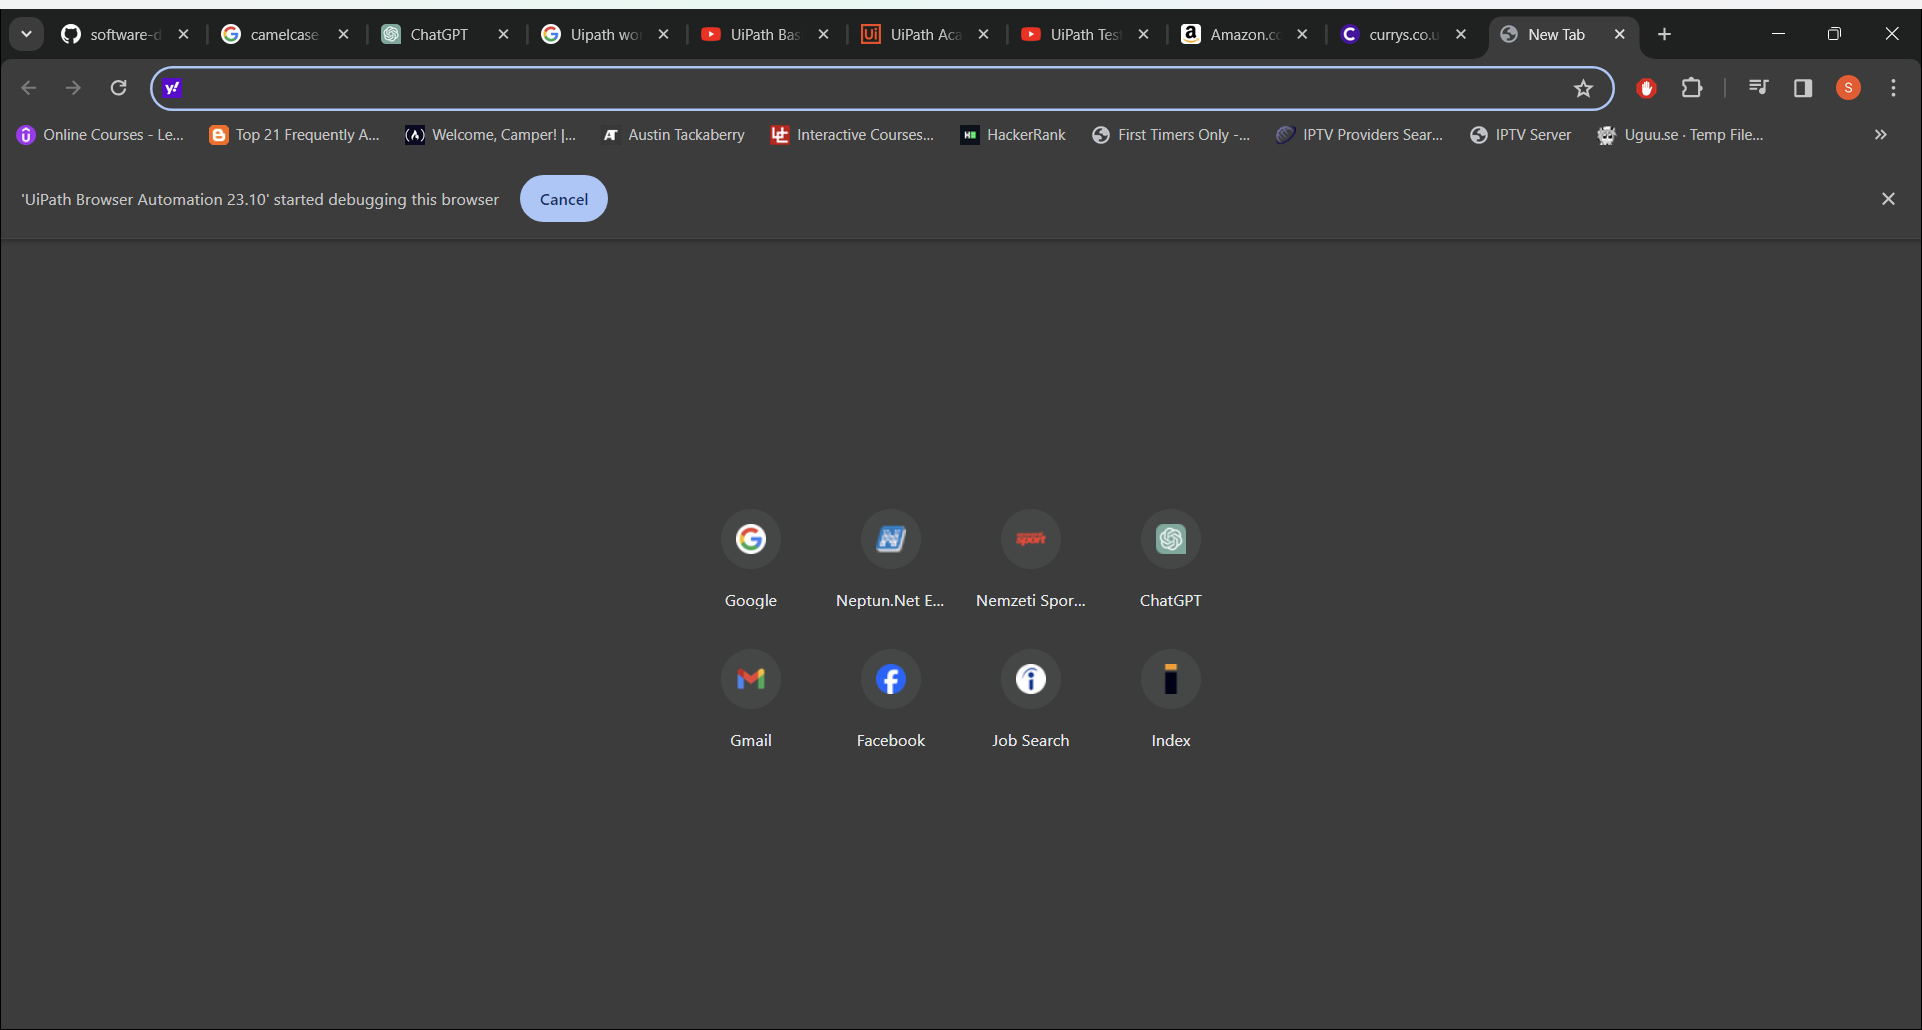 software-d camelcase ChatGPT Uipath wor UiPath Bas UiPath Aca UiPath Test Amazon.co currys.co.u New Tab
y!
Online Courses - Le... Top 21 Frequently A... Welcome, Camper! |... Austin Tackaberry Interactive Courses... HackerRank First Timers Only -... IPTV Providers Sear... IPTV Server Uguu.se · Temp File...
'UiPath Browser Automation 23.10' started debugging this browser Cancel
Google Neptun.Net E... Nemzeti Spor... ChatGPT
Gmail Facebook Job Search Index